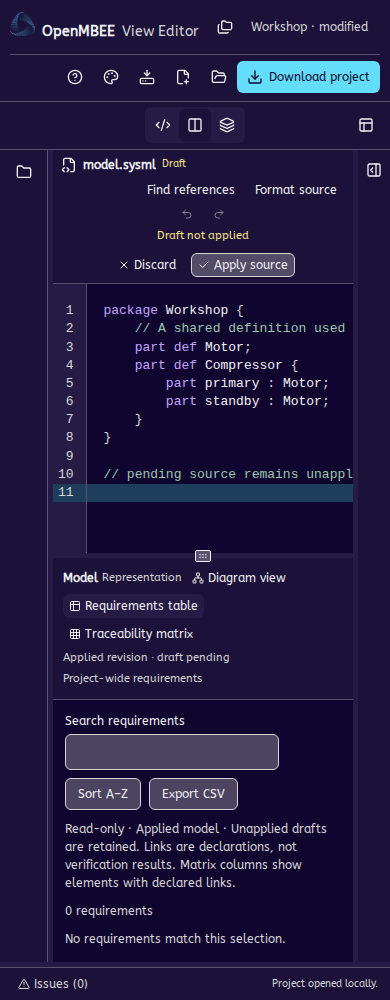 OpenMBEE View Editor
Workshop · modified
Download project
model.sysml Draft
Find references Format source
Draft not applied
Discard Apply source
1 package Workshop {
2 // A shared definition used
3 part def Motor;
4 part def Compressor {
5 part primary : Motor;
6 part standby : Motor;
7 }
8 }
9
10 // pending source remains unappl
11
Model Representation Diagram view
Requirements table
Traceability matrix
Applied revision · draft pending
Project-wide requirements
Search requirements
Sort A–Z Export CSV
Read-only · Applied model · Unapplied drafts
are retained. Links are declarations, not
verification results. Matrix columns show
elements with declared links.
0 requirements
No requirements match this selection.
Issues (0) Project opened locally.